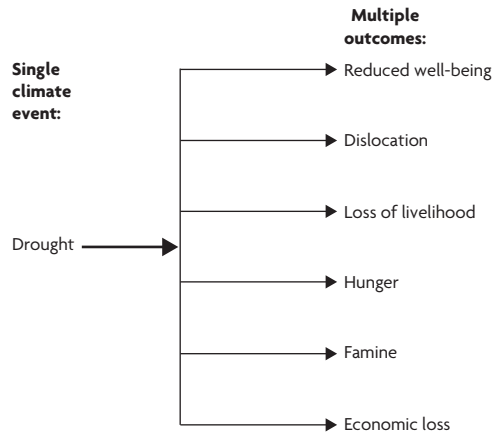 Single
climate
event:
Drought
Multiple
outcomes:
Reduced well-being
Dislocation
Loss of livelihood
Hunger
Famine
Economic loss